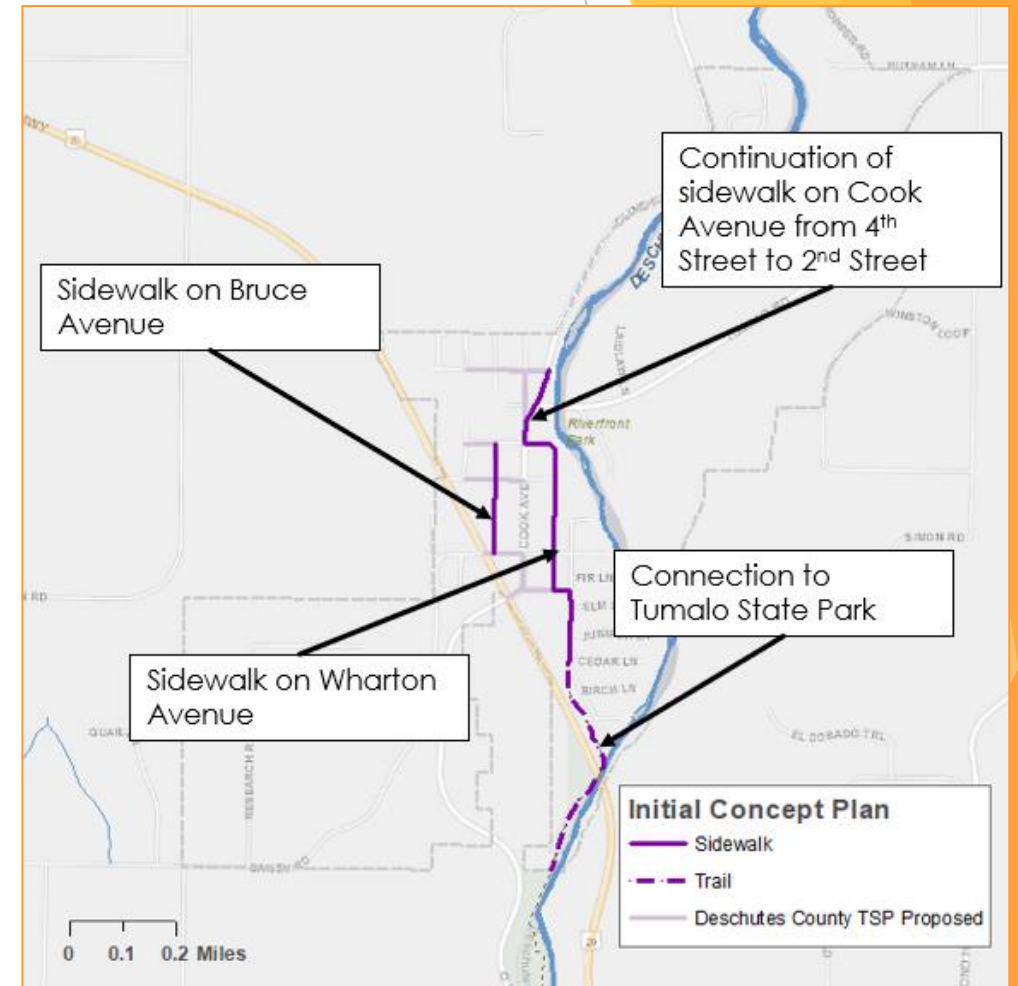 20
Continuation of
sidewalk on Cook
Avenue from 4th
Street to 2nd Street
Sidewalk on Bruce
Avenue
WINSTON LOOP
Riverfront
Park
COOK AVE
SIMON RD
FIR LN
Connection to
Tumalo State Park
CEDAR LN
BIRCH LN
Sidewalk on Wharton
Avenue
EL DORADO TRL
RESEARCH R
Initial Concept Plan
Sidewalk
Trail
Deschutes County TSP Proposed
BAILEY RD
20
0 0.1 0.2 Miles